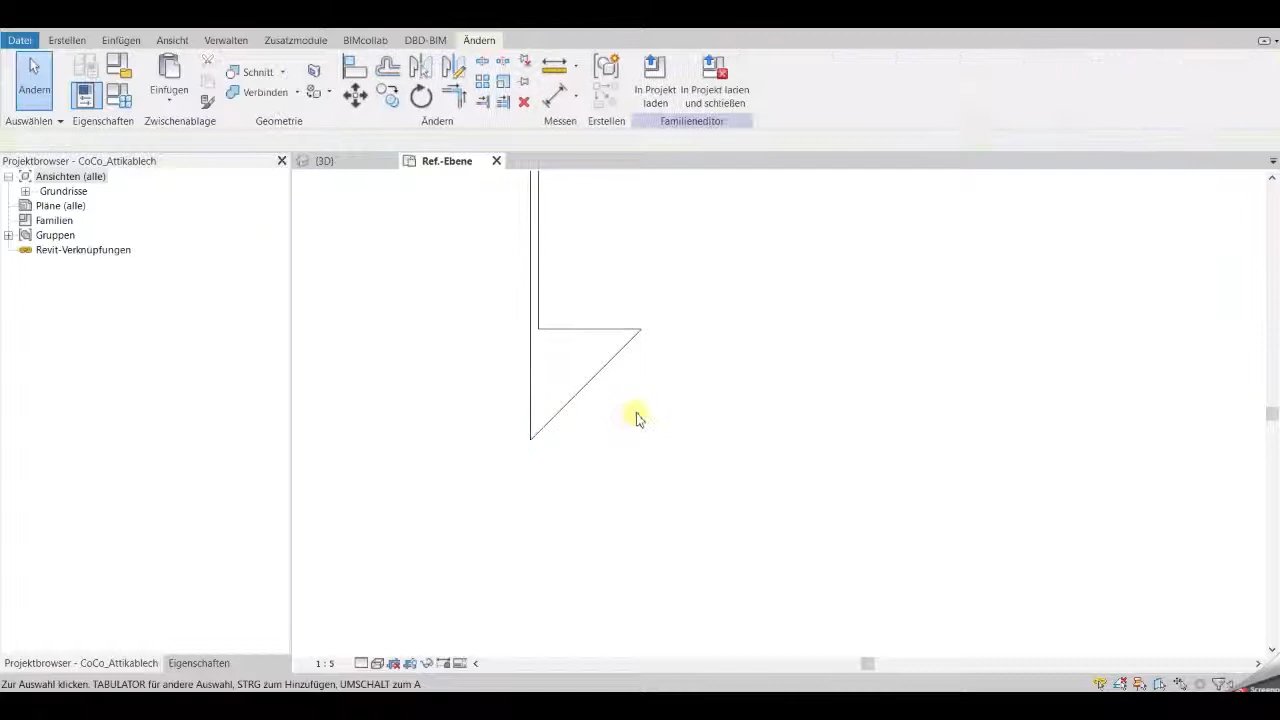 Datei Erstellen Einfügen Ansicht Verwalten Zusatzmodule BIMcollab DBD-BIM Ändern
Ändern
Einfügen
Schnitt
Verbinden
In Projekt laden
In Projekt laden und schließen
Auswählen Eigenschaften Zwischenablage Geometrie Ändern Messen Erstellen Familieneditor
Projektbrowser - CoCo_Attikablech
{3D}
Ref.-Ebene
Ansichten (alle)
Grundrisse
Pläne (alle)
Familien
Gruppen
Revit-Verknüpfungen
Projektbrowser - CoCo_Attikablech Eigenschaften
1 : 5
Zur Auswahl klicken. TABULATOR für andere Auswahl, STRG zum Hinzufügen, UMSCHALT zum A